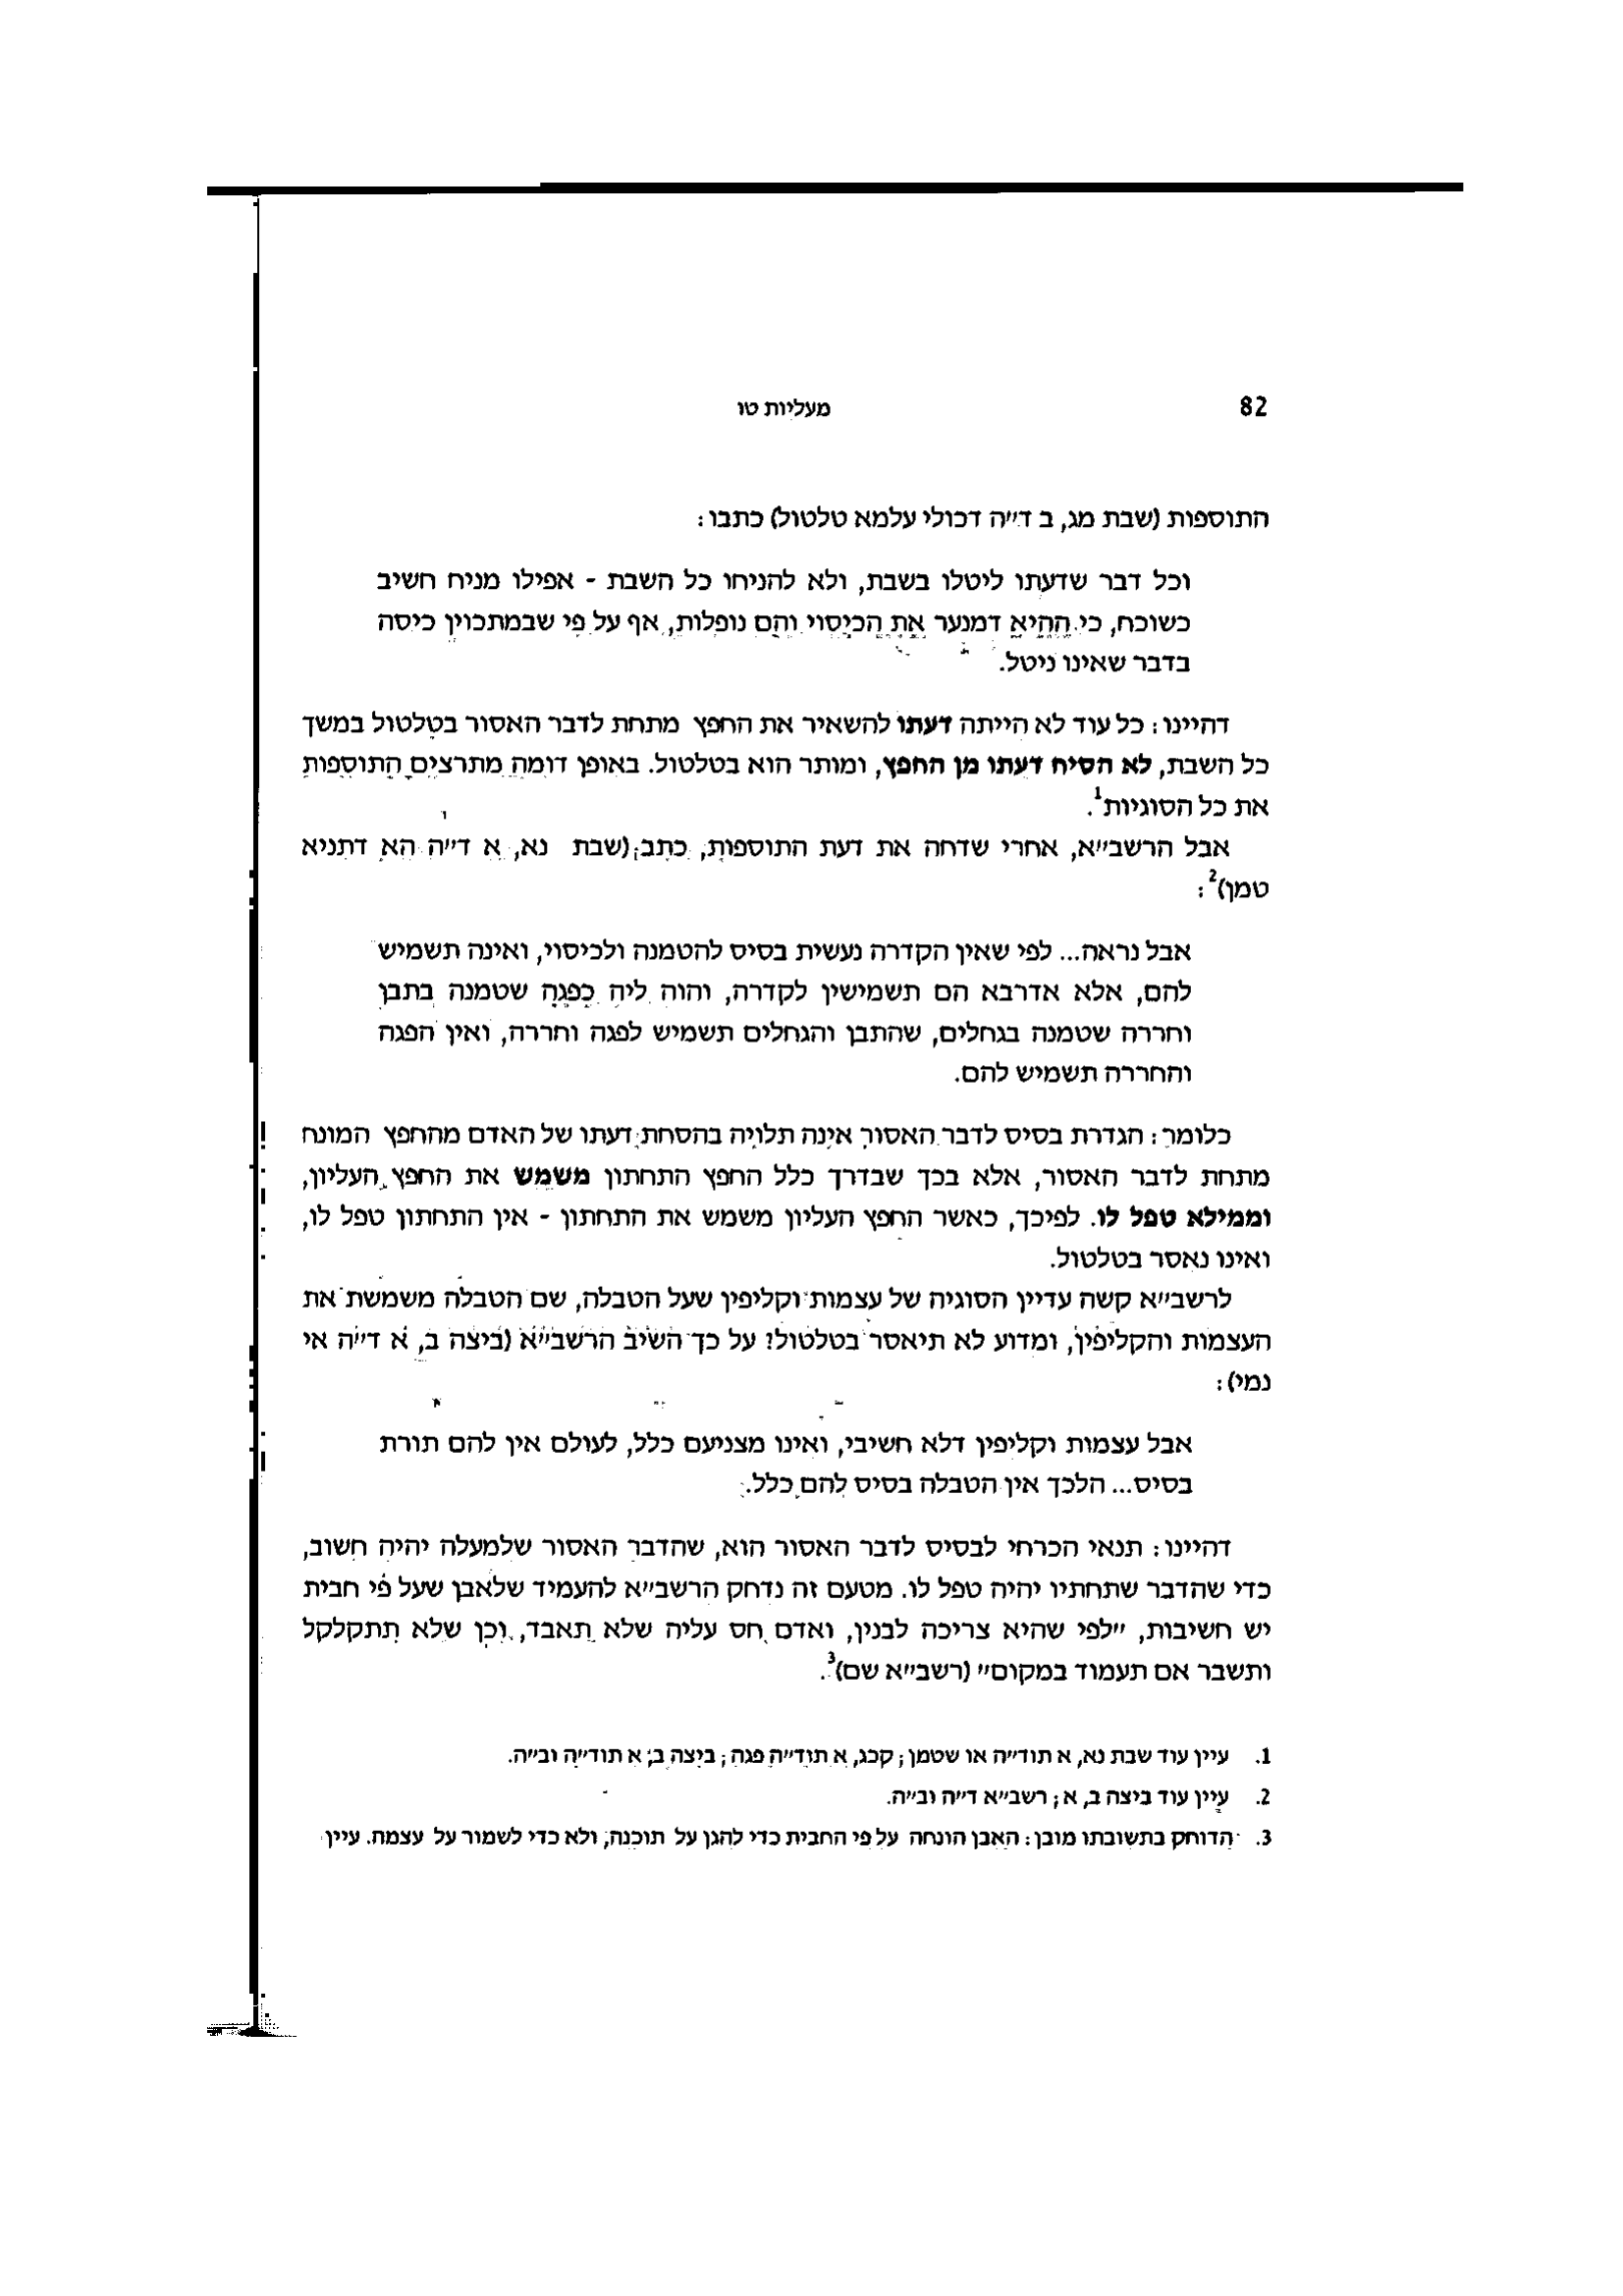 82
מעליות טו
התוספות (שבת מג, ב ד״ה דכולי עלמא טלטול) כתבו:
וכל דבר שדעתו ליטלו בשבת, ולא להניחו כל השבת - אפילו מניח חשיב
כשוכח, כי ההיא דמנער את הכיסוי והם נופלות, אף על פי שבמתכוין כיסה
בדבר שאינו ניטל.
דהיינו: כל עוד לא הייתה דעתו להשאיר את החפץ מתחת לדבר האסור בטלטול במשך
כל השבת, לא הסיח דעתו מן החפץ, ומותר הוא בטלטול. באופן דומה מתרצים התוספות
את כל הסוגיות1.
אבל הרשב״א, אחרי שדחה את דעת התוספות, כתב (שבת נא, א ד״ה הא דתניא
טמן)2:
אבל נראה... לפי שאין הקדרה נעשית בסיס להטמנה ולכיסוי, ואינה תשמיש
להם, אלא אדרבא הם תשמישין לקדרה, והוה ליה כפגה שטמנה בתבן
וחררה שטמנה בגחלים, שהתבן והגחלים תשמיש לפגה וחררה, ואין הפגה
והחררה תשמיש להם.
כלומר: הגדרת בסיס לדבר האסור אינה תלויה בהסחת דעתו של האדם מהחפץ המונח
מתחת לדבר האסור, אלא בכך שבדרך כלל החפץ התחתון משמש את החפץ העליון,
וממילא טפל לו. לפיכך, כאשר החפץ העליון משמש את התחתון - אין התחתון טפל לו,
ואינו נאסר בטלטול.
לרשב״א קשה עדיין הסוגיה של עצמות וקליפין שעל הטבלה, שם הטבלה משמשת את
העצמות והקליפין, ומדוע לא תיאסר בטלטול? על כך השיב הרשב״א (ביצה ב, א ד״ה אי
נמי):
אבל עצמות וקליפין דלא חשיבי, ואינו מצניעם כלל, לעולם אין להם תורת
בסיס... הלכך אין הטבלה בסיס להם כלל.
דהיינו: תנאי הכרחי לבסיס לדבר האסור הוא, שהדבר האסור שלמעלה יהיה חשוב,
כדי שהדבר שתחתיו יהיה טפל לו. מטעם זה נדחק הרשב״א להעמיד שלאבן שעל פי חבית
יש חשיבות, ״לפי שהיא צריכה לבנין, ואדם חס עליה שלא תאבד, וכן שלא תתקלקל
ותשבר אם תעמוד במקום״ (רשב״א שם)3.
1. עיין עוד שבת נא, א תוד״ה או שטמן; קכג, א תוד״ה פגה; ביצה ב, א תוד״ה וב״ה.
2. עיין עוד ביצה ב, א; רשב״א ד״ה וב״ה.
3. הדוחק בתשובתו מובן: האבן הונחה על פי החבית כדי להגן על תוכנה, ולא כדי לשמור על עצמה. עיין